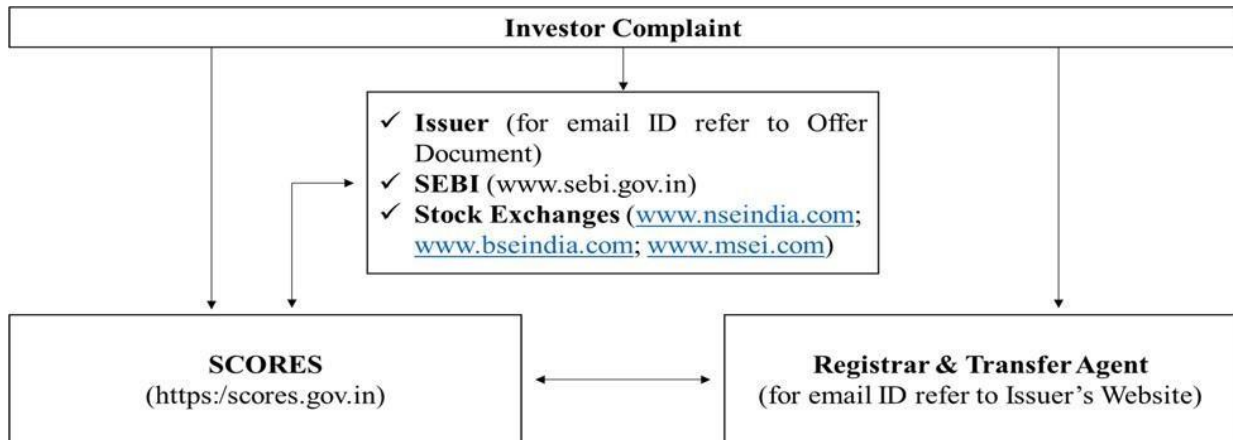 Investor Complaint
✓ Issuer (for email ID refer to Offer
Document)
✓ SEBI (www.sebi.gov.in)
✓ Stock Exchanges (www.nseindia.com;
www.bseindia.com; www.msei.com)
SCORES
(https:/scores.gov.in)
Registrar & Transfer Agent
(for email ID refer to Issuer’s Website)